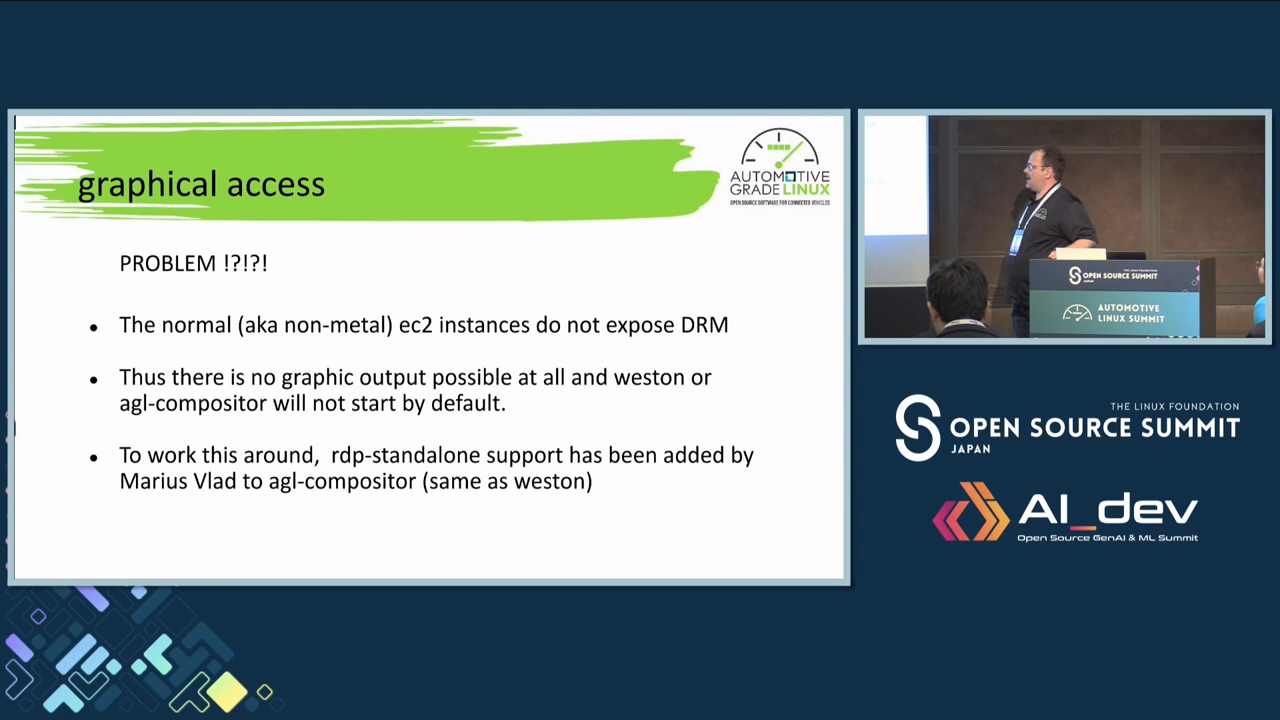 graphical access
AUTOMOTIVE
GRADE LINUX
OPEN SOURCE SOFTWARE FOR CONNECTED VEHICLES
PROBLEM !?!?!
● The normal (aka non-metal) ec2 instances do not expose DRM
● Thus there is no graphic output possible at all and weston or
agl-compositor will not start by default.
● To work this around, rdp-standalone support has been added by
Marius Vlad to agl-compositor (same as weston)
THE LINUX FOUNDATION
OPEN SOURCE SUMMIT
JAPAN
AUTOMOTIVE
LINUX SUMMIT
THE LINUX FOUNDATION
OPEN SOURCE SUMMIT
JAPAN
AI_dev
Open Source GenAI & ML Summit